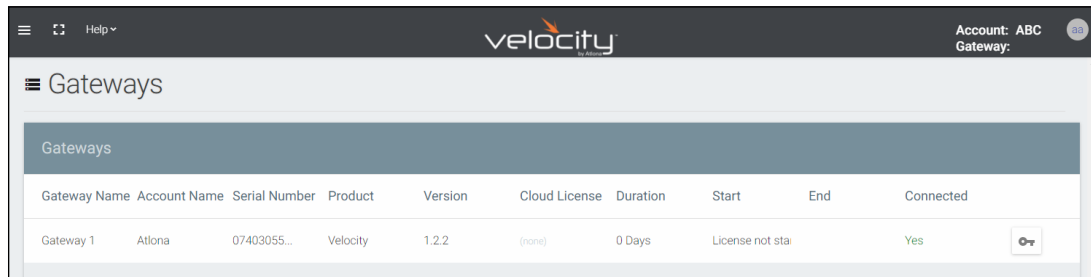 Help
velocity
by Atlona
Account: ABC
Gateway:
aa
Gateways
Gateways
Gateway Name Account Name Serial Number Product Version Cloud License Duration Start End Connected
Gateway 1 Atlona 07403055... Velocity 1.2.2 (none) 0 Days License not sta Yes